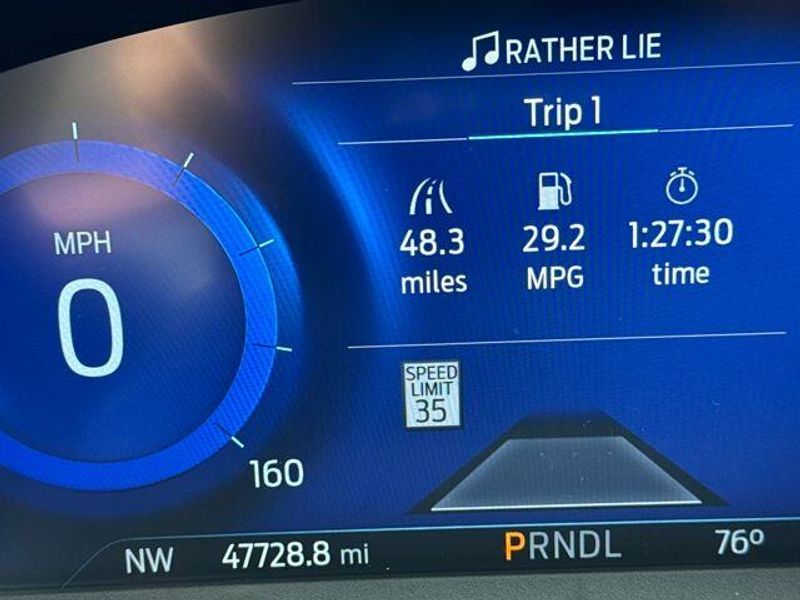 RATHER LIE
Trip 1
48.3 29.2 1:27:30
miles MPG time
MPH
0
SPEED
LIMIT
35
160
NW 47728.8 mi PRNDL 76º